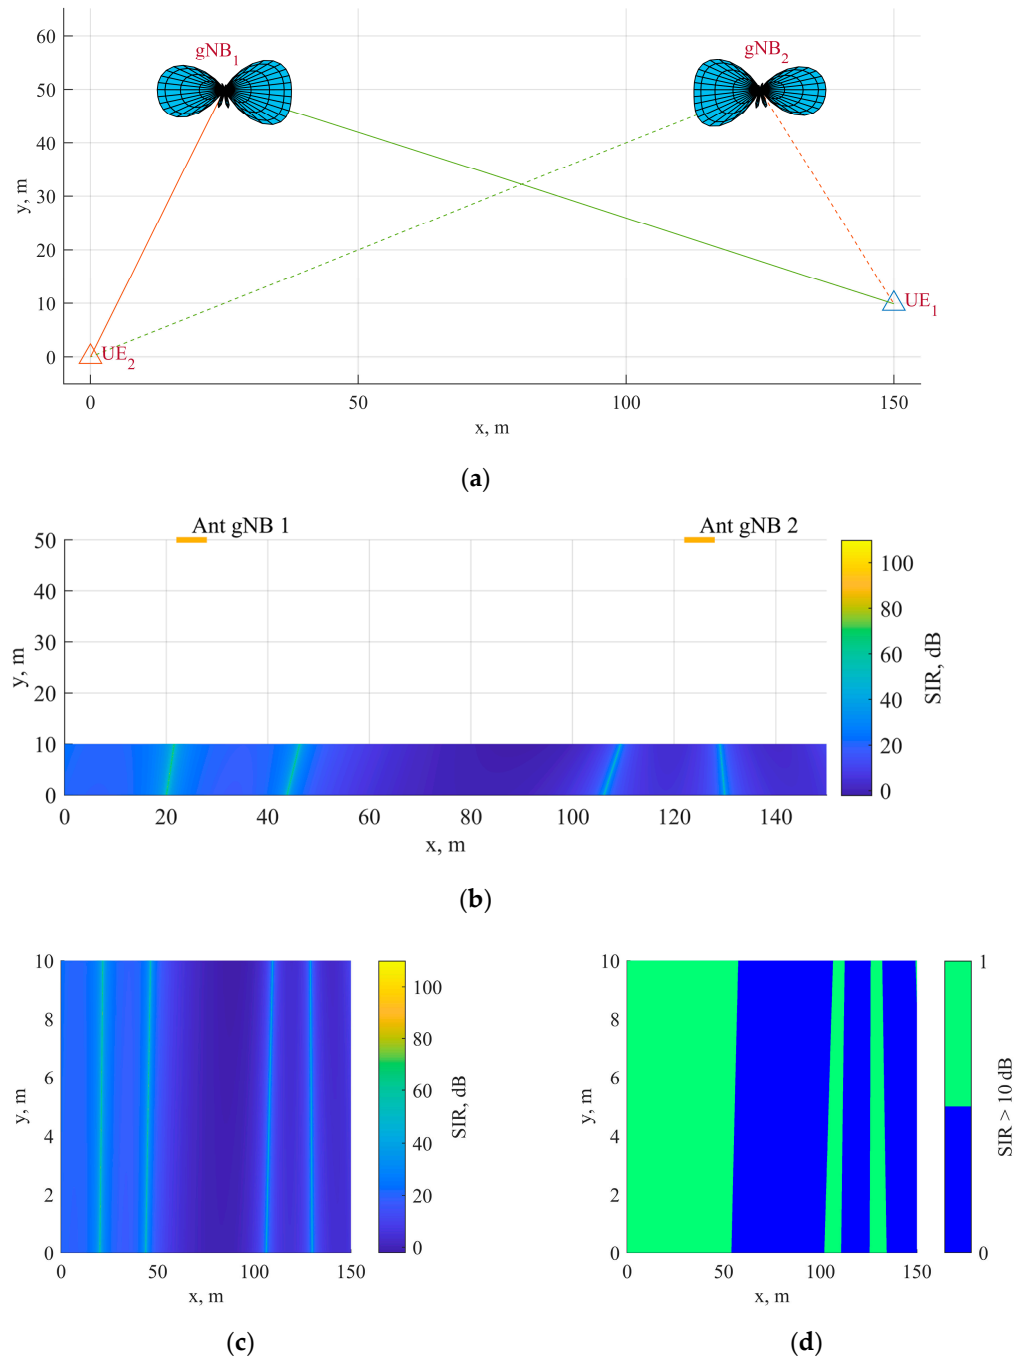 60
50
40
30
20
10
0
y, m
gNB1
gNB2
UE1
UE2
0 50 100 150
x, m
(a)
Ant gNB 1 Ant gNB 2
50
40
30
20
10
0
y, m
0 20 40 60 80 100 120 140
x, m
100
80
60
40
20
0
SIR, dB
(b)
10
8
6
4
2
0
y, m
0 50 100 150
x, m
100
80
60
40
20
0
SIR, dB
(c)
10
8
6
4
2
0
y, m
0 50 100 150
x, m
1
0
SIR > 10 dB
(d)